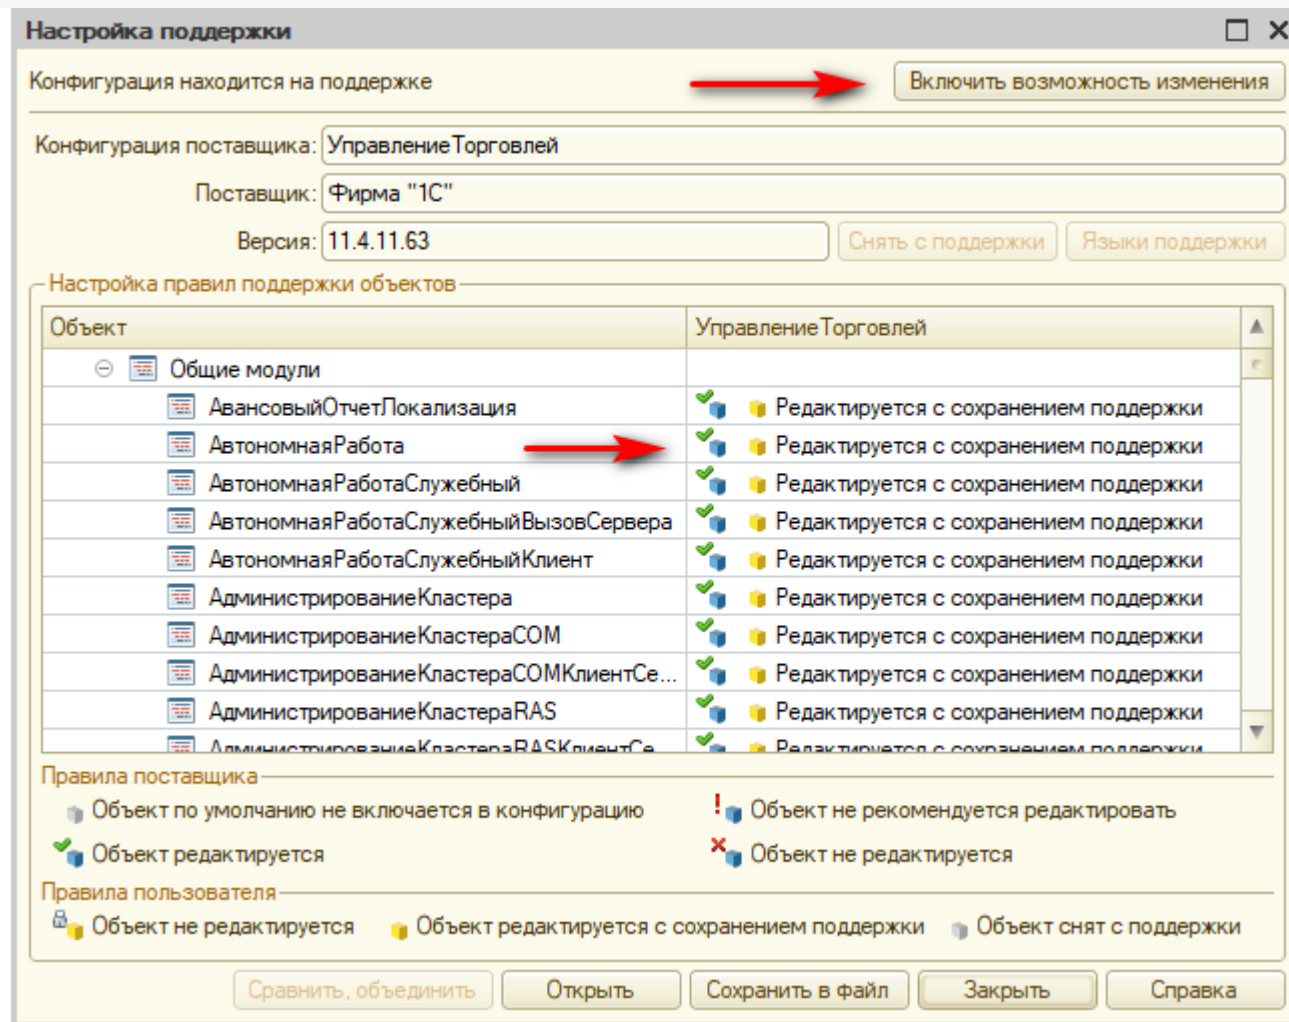 Настройка поддержки
Конфигурация находится на поддержке
Включить возможность изменения
Конфигурация поставщика: УправлениеТорговлей
Поставщик: Фирма "1С"
Версия: 11.4.11.63 Снять с поддержки Языки поддержки
Настройка правил поддержки объектов
Объект УправлениеТорговлей
Общие модули
АвансовыйОтчетЛокализация Редактируется с сохранением поддержки
АвтономнаяРабота Редактируется с сохранением поддержки
АвтономнаяРаботаСлужебный Редактируется с сохранением поддержки
АвтономнаяРаботаСлужебныйВызовСервера Редактируется с сохранением поддержки
АвтономнаяРаботаСлужебныйКлиент Редактируется с сохранением поддержки
АдминистрированиеКластера Редактируется с сохранением поддержки
АдминистрированиеКластераCOM Редактируется с сохранением поддержки
АдминистрированиеКластераCOMКлиентСе... Редактируется с сохранением поддержки
АдминистрированиеКластераRAS Редактируется с сохранением поддержки
АдминистрированиеКластераRASКлиентСе... Редактируется с сохранением поддержки
Правила поставщика
Объект по умолчанию не включается в конфигурацию Объект не рекомендуется редактировать
Объект редактируется Объект не редактируется
Правила пользователя
Объект не редактируется Объект редактируется с сохранением поддержки Объект снят с поддержки
Сравнить, объединить Открыть Сохранить в файл Закрыть Справка